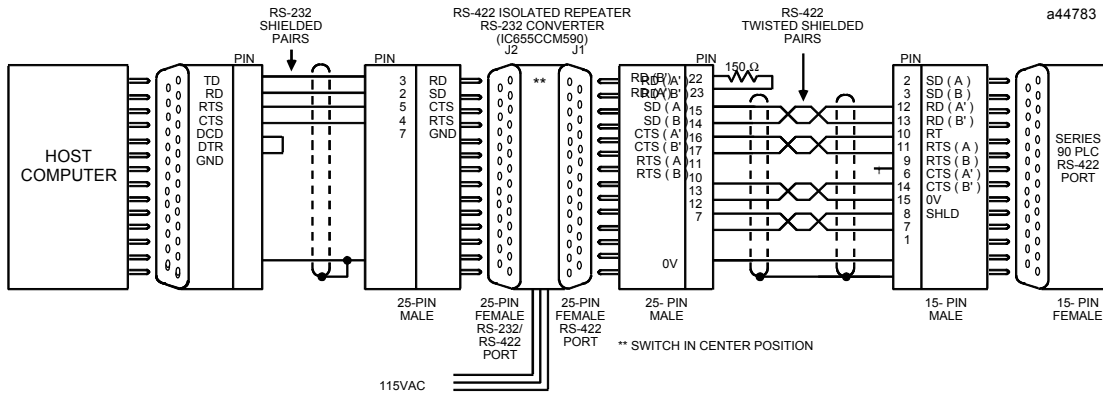 a44783
RS-232
SHIELDED
PAIRS
RS-422 ISOLATED REPEATER
RS-232 CONVERTER
(IC655CCM590)
J2 J1
RS-422
TWISTED SHIELDED
PAIRS
HOST
COMPUTER
PIN
TD
RD
RTS
CTS
DCD
DTR
GND
PIN
3 RD
2 SD
5 CTS
4 RTS
7 GND
**
PIN
RD (B') 22
RD (A')
RD (A') 23
RD (B')
SD (A) 15
SD (B) 14
CTS (A') 16
CTS (B') 17
RTS (A) 11
RTS (B) 10
13
12
7
0V
150 Ω
PIN
2 SD ( A )
3 SD ( B )
12 RD ( A' )
13 RD ( B' )
10 RT
11 RTS ( A )
9 RTS ( B )
6 CTS ( A' )
14 CTS ( B' )
15 0V
8 SHLD
7
1
SERIES
90 PLC
RS-422
PORT
25-PIN
MALE
25-PIN
FEMALE
RS-232/
RS-422
PORT
25-PIN
FEMALE
RS-422
PORT
25- PIN
MALE
** SWITCH IN CENTER POSITION
15- PIN
MALE
15- PIN
FEMALE
115VAC